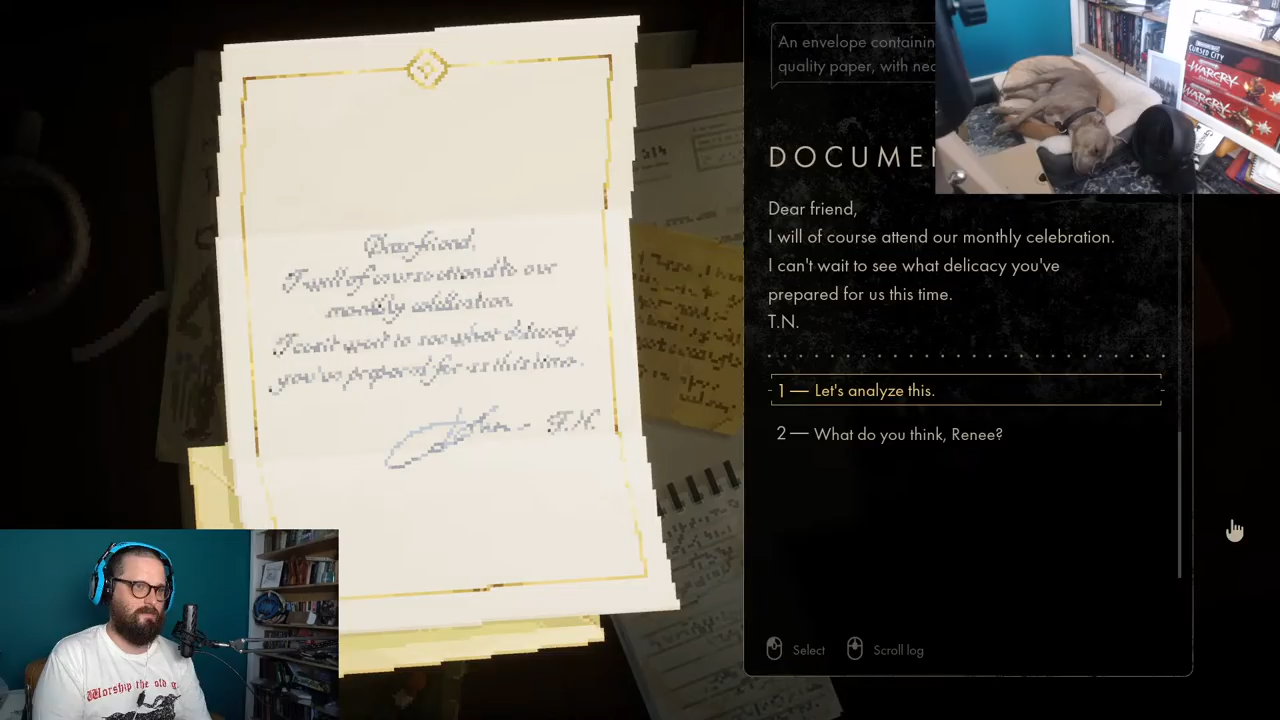 An envelope containin
quality paper, with nec
DOCUMEN
Dear friend,
I will of course attend our monthly celebration.
I can't wait to see what delicacy you've
prepared for us this time.
T.N.
1 — Let's analyze this.
2 — What do you think, Renee?
Select
Scroll log
Dear friend,
I will of course attend to our
monthly celebration.
I can't wait to see what delicacy
you've prepared for us this time.
T.N.
CURSED CITY
WARCRY
WARCRY
Worship the old g